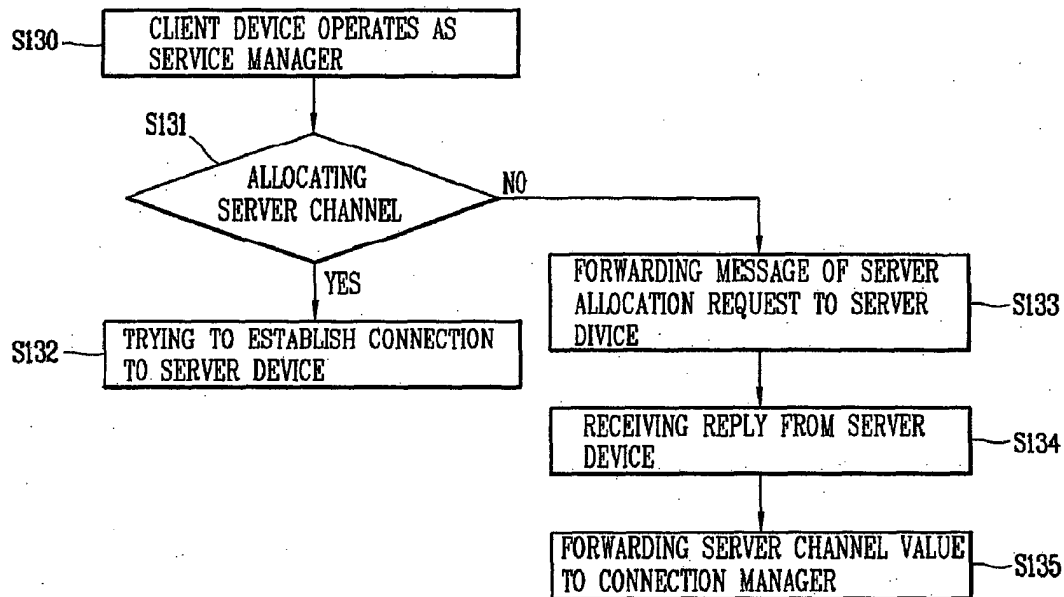 S130
CLIENT DEVICE OPERATES AS
SERVICE MANAGER
S131
ALLOCATING
SERVER CHANNEL
NO
YES
S132
TRYING TO ESTABLISH CONNECTION
TO SERVER DEVICE
FORWARDING MESSAGE OF SERVER
ALLOCATION REQUEST TO SERVER
DIVICE
S133
RECEIVING REPLY FROM SERVER
DEVICE
S134
FORWARDING SERVER CHANNEL VALUE
TO CONNECTION MANAGER
S135